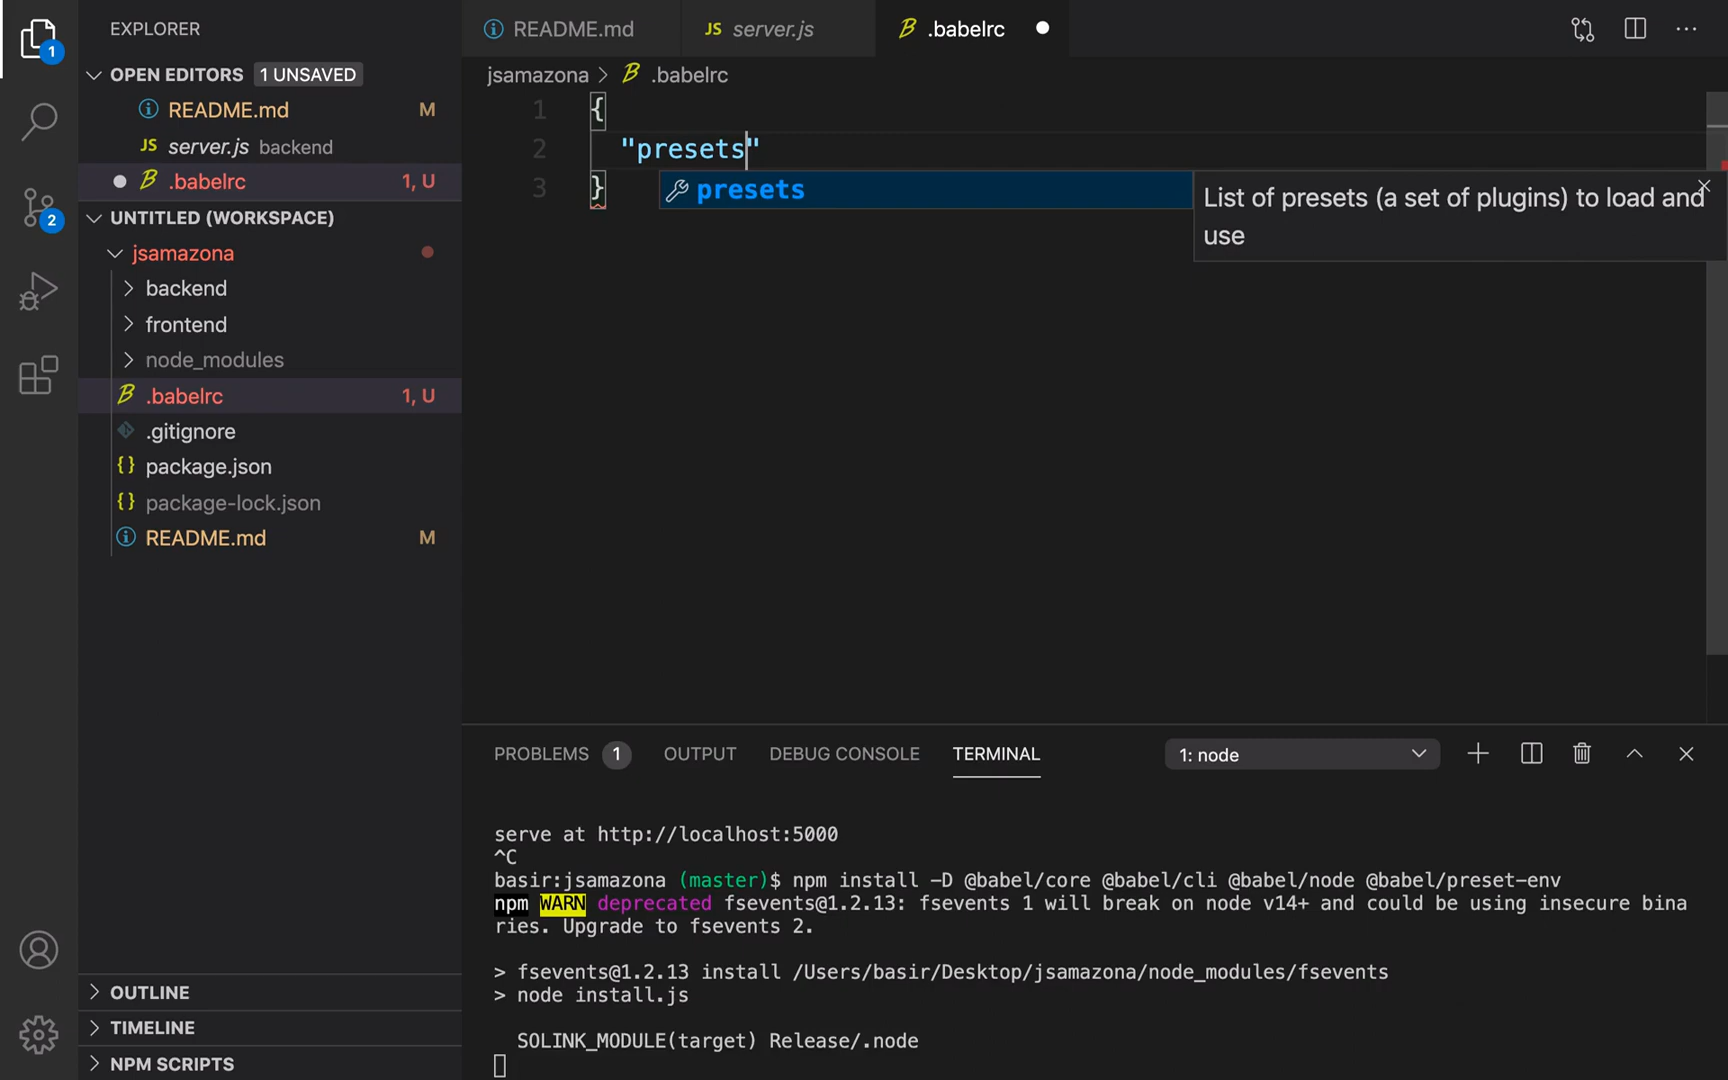 EXPLORER
OPEN EDITORS 1 UNSAVED
README.md M
JS server.js backend
.babelrc 1, U
UNTITLED (WORKSPACE)
jsamazona
backend
frontend
node_modules
.babelrc 1, U
.gitignore
{} package.json
{} package-lock.json
README.md M
OUTLINE
TIMELINE
NPM SCRIPTS
1
2
README.md
JS server.js
.babelrc
jsamazona > .babelrc
1 {
2 "presets"
3 }
presets
List of presets (a set of plugins) to load and
use
PROBLEMS 1 OUTPUT DEBUG CONSOLE TERMINAL 1: node
serve at http://localhost:5000
^C
basir:jsamazona (master)$ npm install -D @babel/core @babel/cli @babel/node @babel/preset-env
npm WARN deprecated fsevents@1.2.13: fsevents 1 will break on node v14+ and could be using insecure bina
ries. Upgrade to fsevents 2.
> fsevents@1.2.13 install /Users/basir/Desktop/jsamazona/node_modules/fsevents
> node install.js
SOLINK_MODULE(target) Release/.node